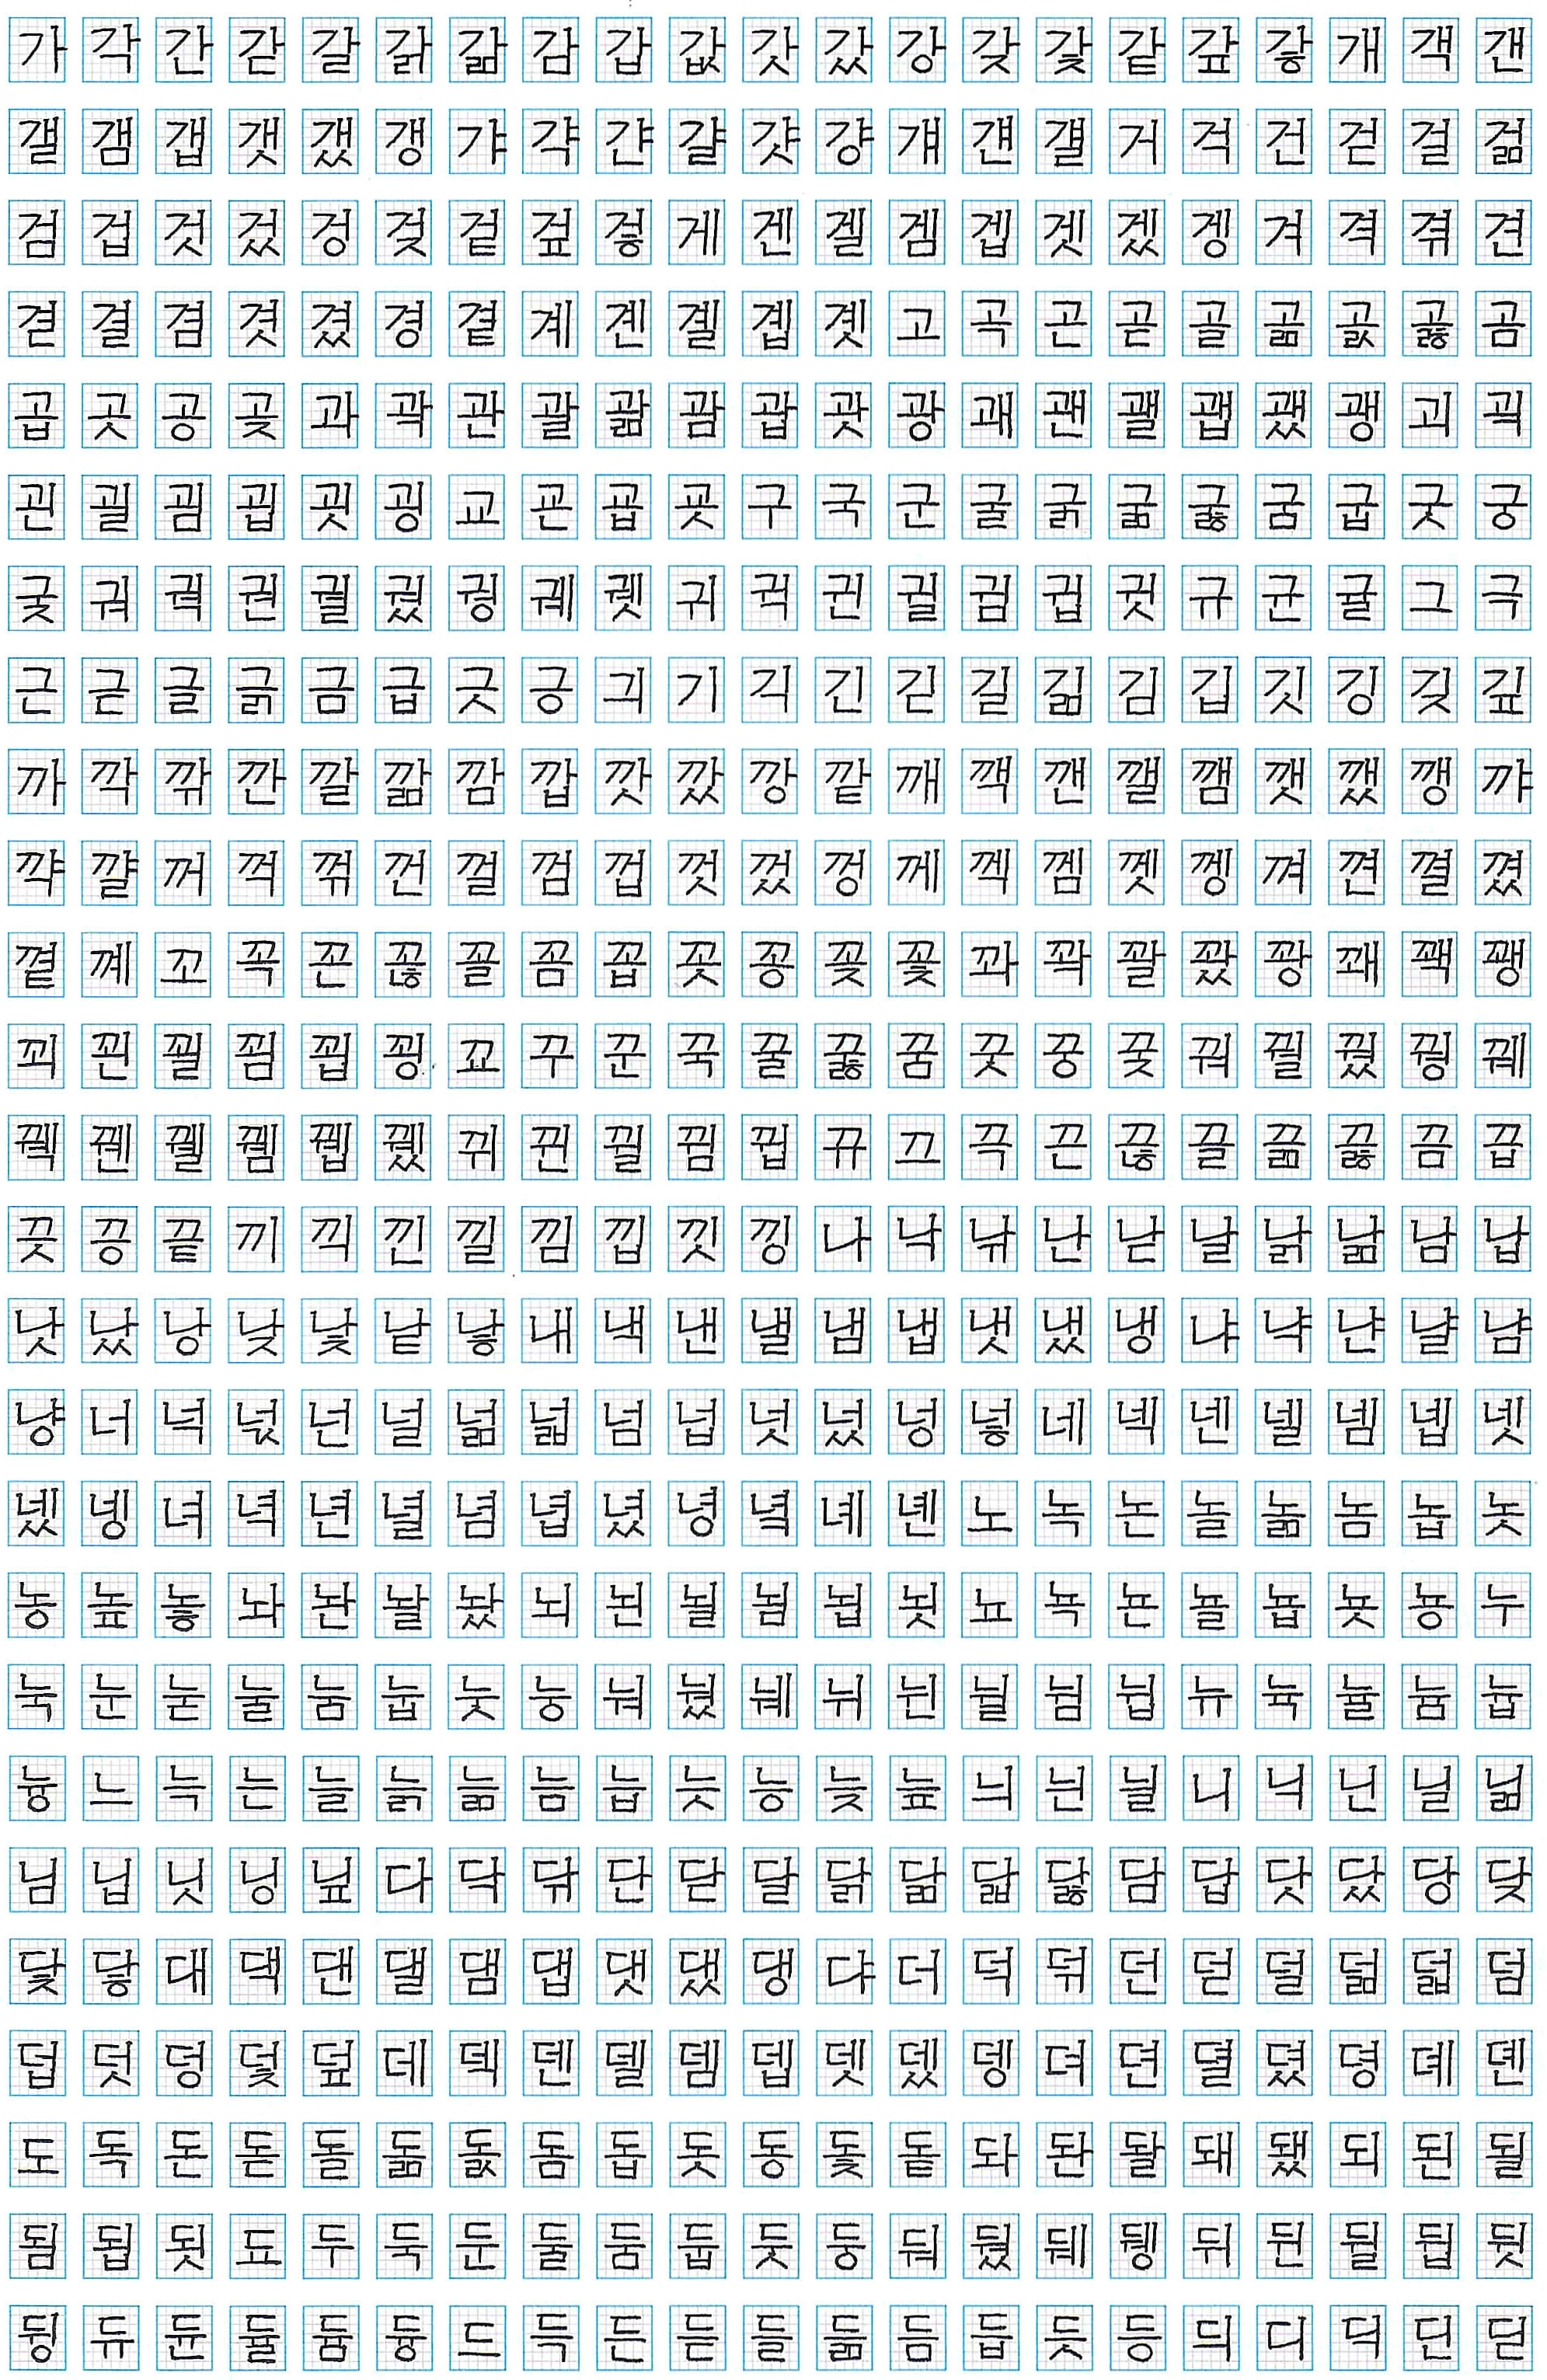 가 각 간 갇 갈 갉 갊 감 갑 값 갓 갔 강 갖 갗 같 갚 갛 개 객 갠
갤 갬 갭 갯 갰 갱 갸 갹 갼 걀 걋 걍 걔 걘 걜 거 걱 건 걷 걸 걺
검 겁 것 겄 겅 겆 겉 겊 겋 게 겐 겔 겜 겝 겟 겠 겡 겨 격 겪 견
겯 결 겸 겻 겼 경 곁 계 곈 곌 곕 곗 고 곡 곤 곧 골 곪 곬 곯 곰
곱 곳 공 곶 과 곽 관 괄 괆 괌 괍 괏 광 괘 괜 괠 괩 괬 괭 괴 괵
괸 괼 굄 굅 굇 굉 교 굔 굡 굣 구 국 군 굴 굵 굶 굻 굼 굽 굿 궁
궂 궈 궉 권 궐 궜 궝 궤 궷 귀 귁 귄 귈 귐 귑 귓 규 균 귤 그 극
근 귿 글 긁 금 급 긋 긍 긔 기 긱 긴 긷 길 긺 김 깁 깃 깅 깆 깊
까 깍 깎 깐 깔 깖 깜 깝 깟 깠 깡 깥 깨 깩 깬 깰 깸 깻 깼 깽 꺄
꺅 꺌 꺼 꺽 꺾 껀 껄 껌 껍 껏 껐 껑 께 껙 껨 껫 껭 껴 껸 껼 꼈
꼍 꼐 꼬 꼭 꼰 꼲 꼴 꼼 꼽 꼿 꽁 꽂 꽃 꽈 꽉 꽐 꽜 꽝 꽤 꽥 꽹
꾀 꾄 꾈 꾐 꾑 꾕 꾜 꾸 꾼 꾹 꿀 꿇 꿈 꿋 꿍 꿎 꿔 꿜 꿨 꿩 꿰
꿱 꿴 꿸 뀀 뀁 뀄 뀌 뀐 뀔 뀜 뀝 뀨 끄 끅 끈 끊 끌 끎 끓 끔 끕
끗 끙 끝 끼 끽 낀 낄 낌 낍 낏 낑 나 낙 낚 난 낟 날 낡 낢 남 납
낫 났 낭 낮 낯 낱 낳 내 낵 낸 낼 냄 냅 냇 냈 냉 냐 냑 냔 냘 냠
냥 너 넉 넋 넌 널 넒 넓 넘 넙 넛 넜 넝 넣 네 넥 넨 넬 넴 넵 넷
넸 넹 녀 녁 년 녈 념 녑 녔 녕 녘 녜 녠 노 녹 논 놀 놂 놈 놉 놋
농 높 놓 놔 놘 놜 놨 뇌 뇐 뇔 뇜 뇝 뇟 뇨 뇩 뇬 뇰 뇹 뇻 뇽 누
눅 눈 눋 눌 눔 눕 눗 눙 눠 눴 눼 뉘 뉜 뉠 뉨 뉩 뉴 뉵 뉼 늄 늅
늉 느 늑 는 늘 늙 늚 늠 늡 늣 능 늦 늪 늬 늰 늴 니 닉 닌 닐 닒
님 닙 닛 닝 닢 다 닥 닦 단 닫 달 닭 닮 닯 닳 담 답 닷 닸 당 닺
닻 닿 대 댁 댄 댈 댐 댑 댓 댔 댕 댜 더 덕 덖 던 덛 덜 덞 덟 덤
덥 덧 덩 덫 덮 데 덱 덴 델 뎀 뎁 뎃 뎄 뎅 뎌 뎐 뎔 뎠 뎡 뎨 뎬
도 독 돈 돋 돌 돎 돐 돔 돕 돗 동 돛 돝 돠 돤 돨 돼 됐 되 된 될
됨 됩 됫 됴 두 둑 둔 둘 둠 둡 둣 둥 둬 뒀 뒈 뒝 뒤 뒨 뒬 뒵 뒷
뒹 듀 듄 듈 듐 듕 드 득 든 듣 들 듦 듬 듭 듯 등 듸 디 딕 딘 딛